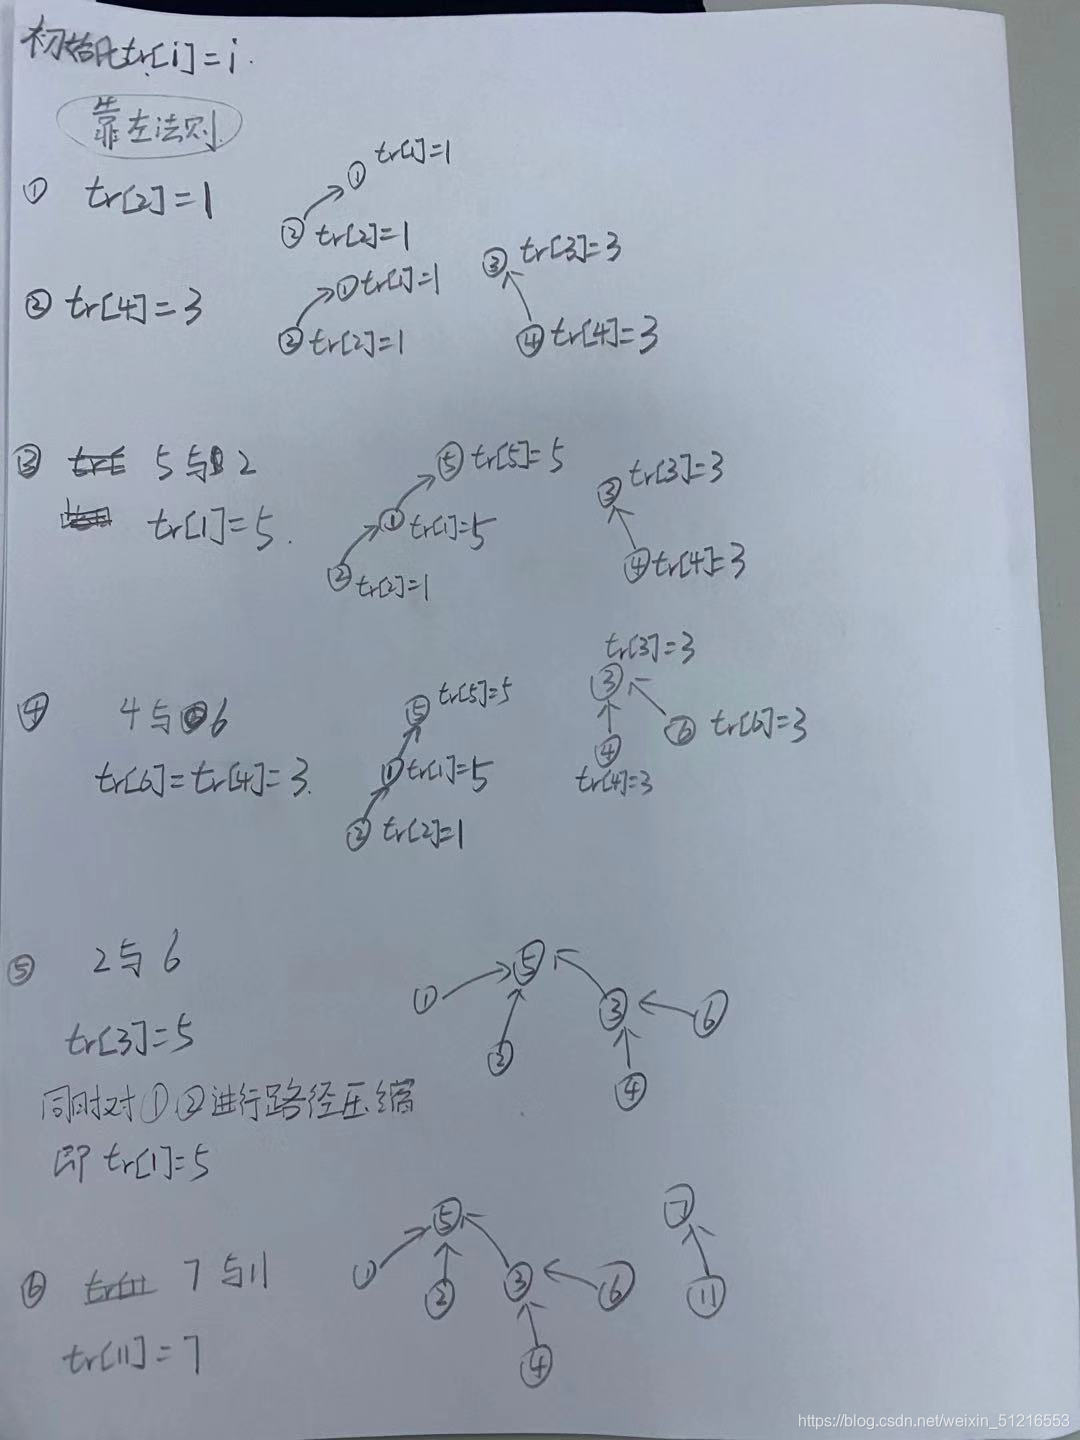 初始化tr[i]=i.
靠左法则.
① tr[2]=1
① tr[1]=1
② tr[2]=1
② tr[4]=3
① tr[1]=1
② tr[2]=1
③ tr[3]=3
④ tr[4]=3
③ 5与2
tr[1]=5.
⑤ tr[5]=5
① tr[1]=5
② tr[2]=1
③ tr[3]=3
④ tr[4]=3
④ 4与6
tr[6]=tr[4]=3.
⑤ tr[5]=5
① tr[1]=5
② tr[2]=1
tr[3]=3
③
④
tr[4]=3
⑥ tr[6]=3
⑤ 2与6
tr[3]=5
同时对①②进行路径压缩
即 tr[1]=5
⑤
① ③ ⑥
② ④
⑥ 7与11
tr[11]=7
⑤ 7
① ② ③ ⑥ ⑪
④
https://blog.csdn.net/weixin_51216553